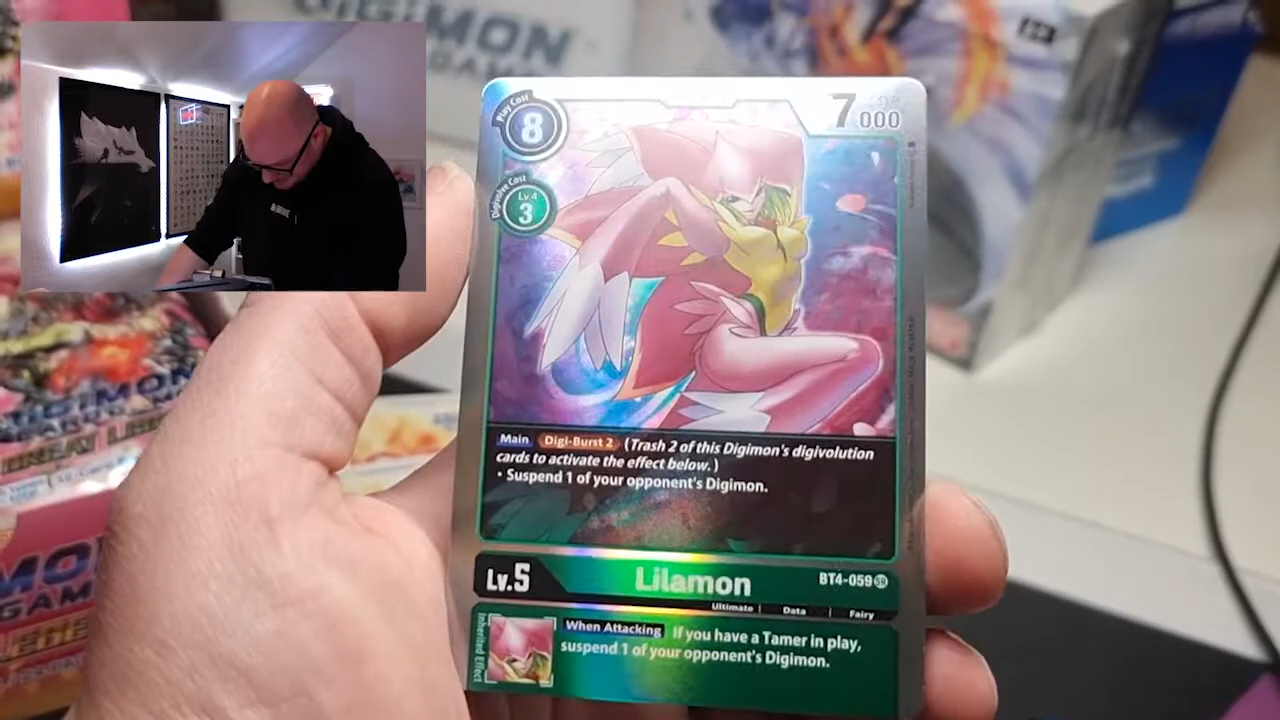 DIGIMON
Play Cost
8
7000
Digivolve Cost
Lv.4
3
Main Digi-Burst 2 (Trash 2 of this Digimon's digivolution
cards to activate the effect below.)
• Suspend 1 of your opponent's Digimon.
Lv.5
Lilamon
BT4-059 SR
Ultimate | Data | Fairy
Inherited Effect
When Attacking If you have a Tamer in play,
suspend 1 of your opponent's Digimon.
DIGIMON